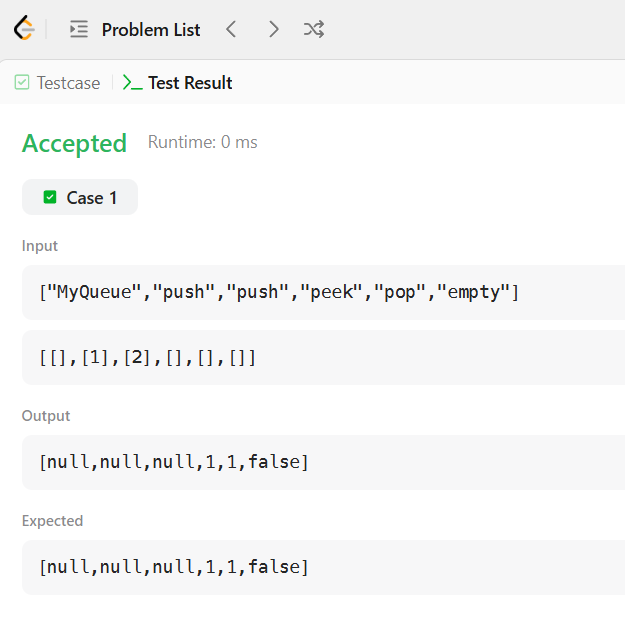 Problem List
Testcase Test Result
Accepted Runtime: 0 ms
Case 1
Input
["MyQueue","push","push","peek","pop","empty"]
[[],[1],[2],[],[],[]]
Output
[null,null,null,1,1,false]
Expected
[null,null,null,1,1,false]